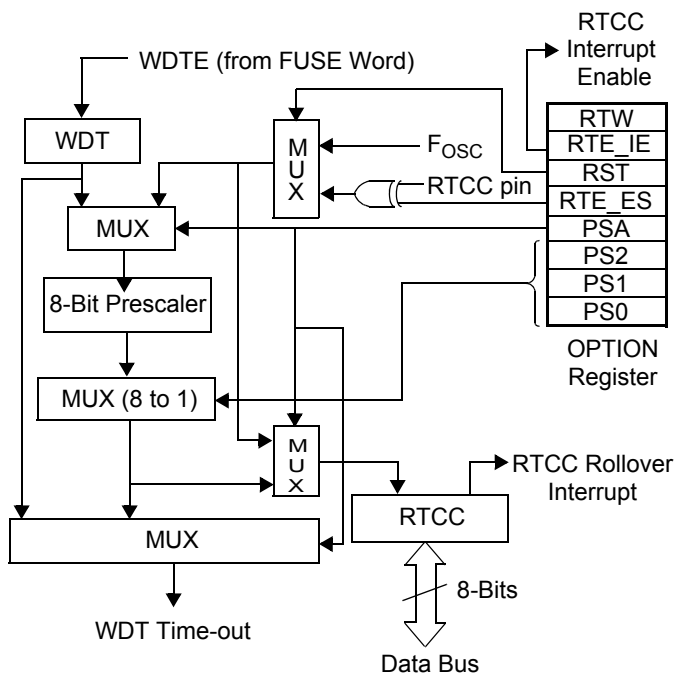 RTCC
Interrupt
Enable
WDTE (from FUSE Word)
RTW
WDT
MUX
FOSC
RTE_IE
RST
RTCC pin
RTE_ES
MUX
PSA
PS2
8-Bit Prescaler
PS1
PS0
OPTION
Register
MUX (8 to 1)
MUX
RTCC Rollover
Interrupt
RTCC
MUX
8-Bits
WDT Time-out
Data Bus